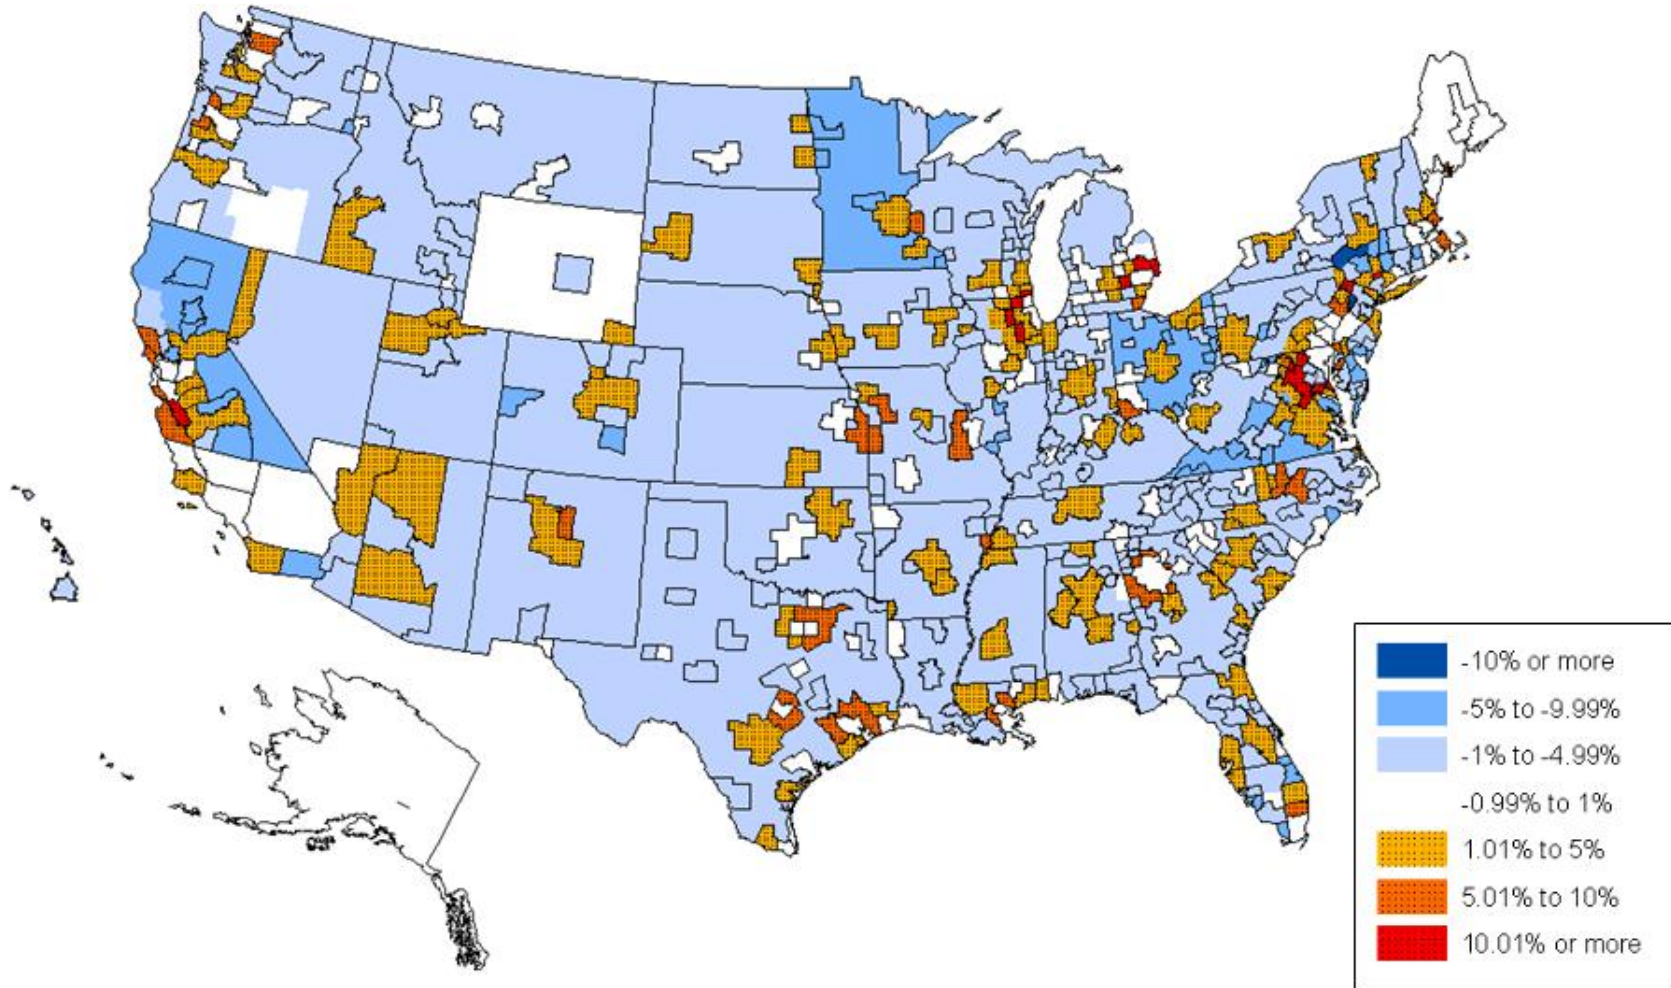 -10% or more
-5% to -9.99%
-1% to -4.99%
-0.99% to 1%
1.01% to 5%
5.01% to 10%
10.01% or more